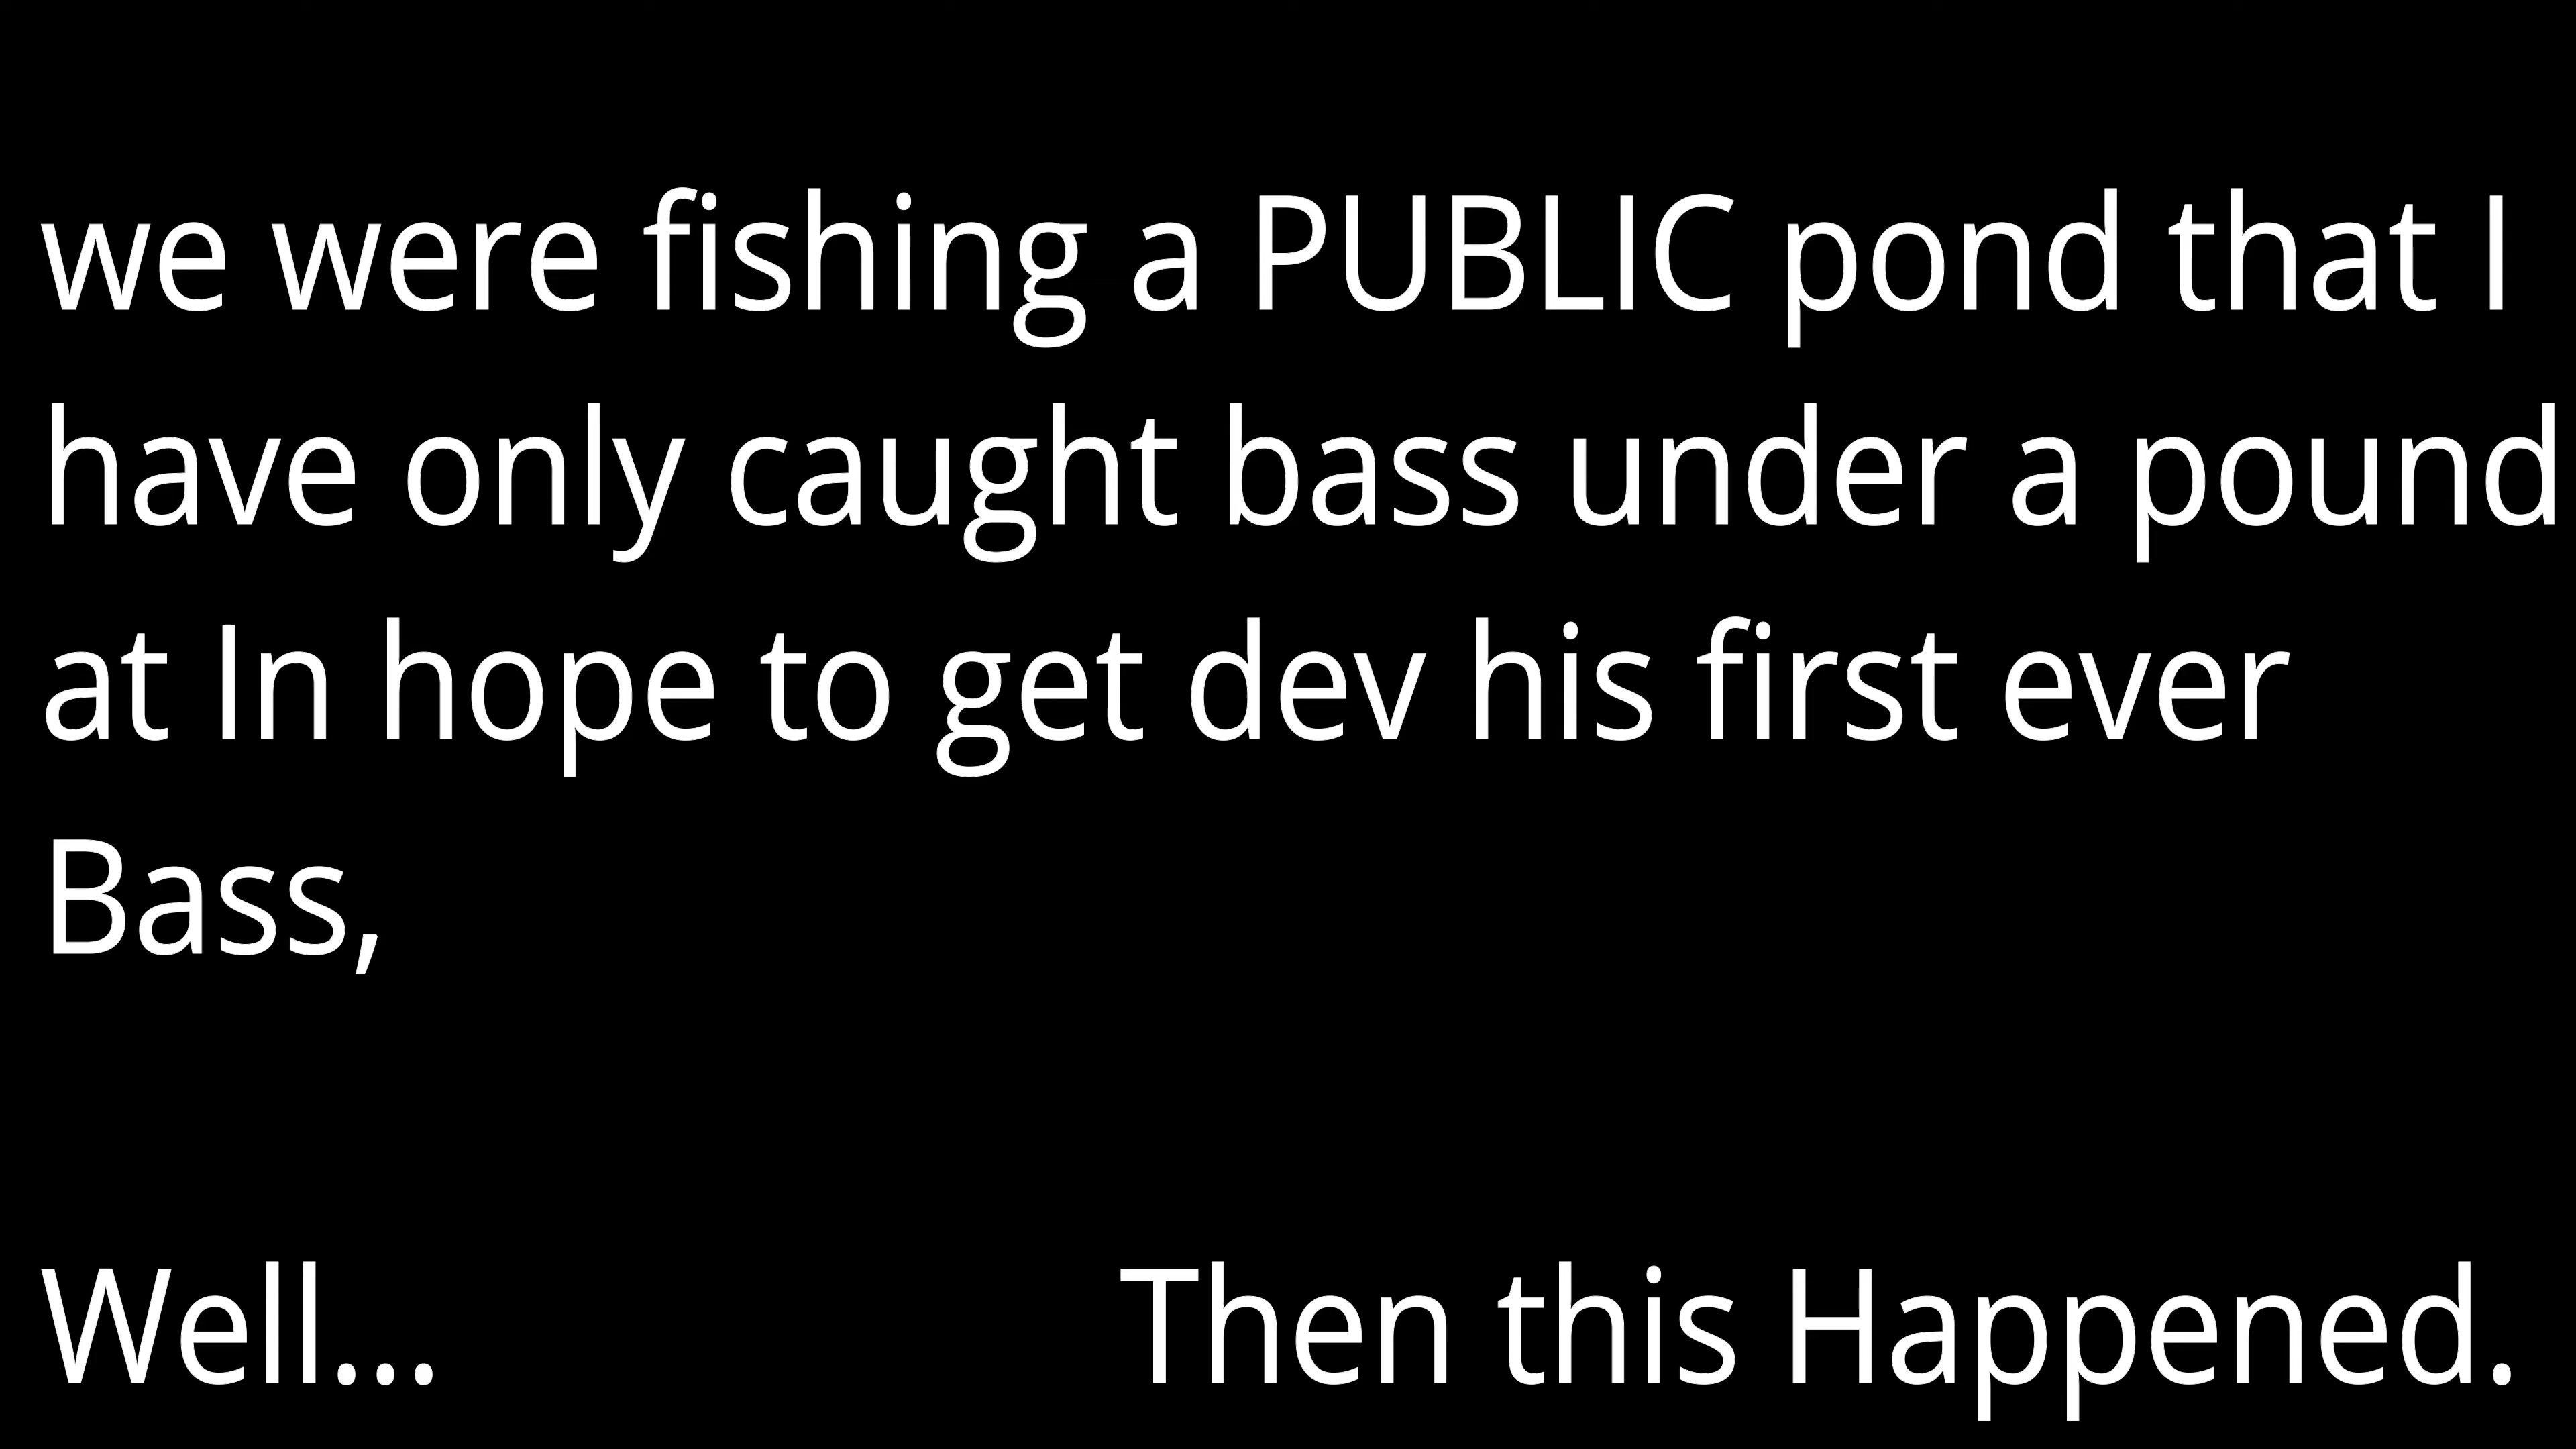 we were fishing a PUBLIC pond that I
have only caught bass under a pound
at In hope to get dev his first ever
Bass,
Well... Then this Happened.